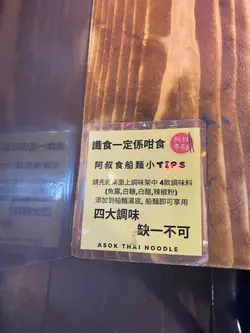 識食一定係咁食
阿叔食船麵小TIPS
請先將桌面上調味架中 4款調味料
(魚露,白糖,白醋,辣椒粉)
添加到船麵湯底, 船麵即可享用
四大調味
缺一不可
ASOK THAI NOODLE